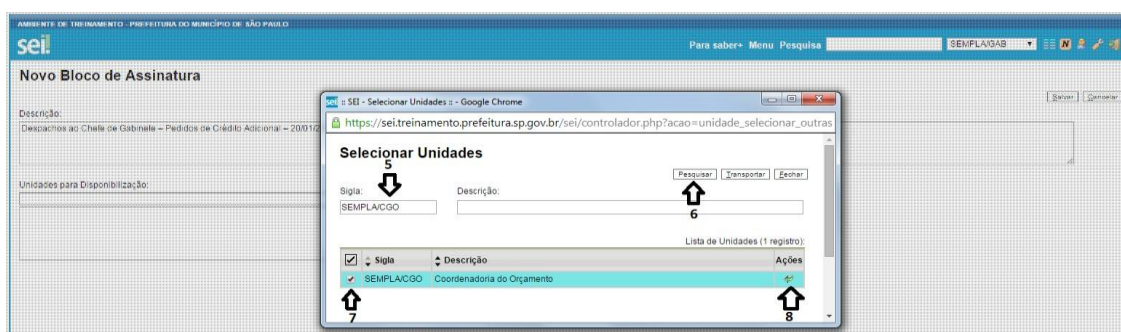 AMBIENTE DE TREINAMENTO - PREFEITURA DO MUNICÍPIO DE SÃO PAULO
sei!
Para saber+ Menu Pesquisa
SEMPLA/GAB
N
Novo Bloco de Assinatura
Salvar Cancelar
Descrição:
Despachos ao Chefe de Gabinete – Pedidos de Crédito Adicional – 20/01/2
Unidades para Disponibilização:
sei :: SEI - Selecionar Unidades :: - Google Chrome
https://sei.treinamento.prefeitura.sp.gov.br/sei/controlador.php?acao=unidade_selecionar_outras
Selecionar Unidades
5
Pesquisar Transportar Fechar
6
Sigla: Descrição:
SEMPLA/CGO
Lista de Unidades (1 registro):
Sigla Descrição Ações
SEMPLA/CGO Coordenadoria do Orçamento
7 8